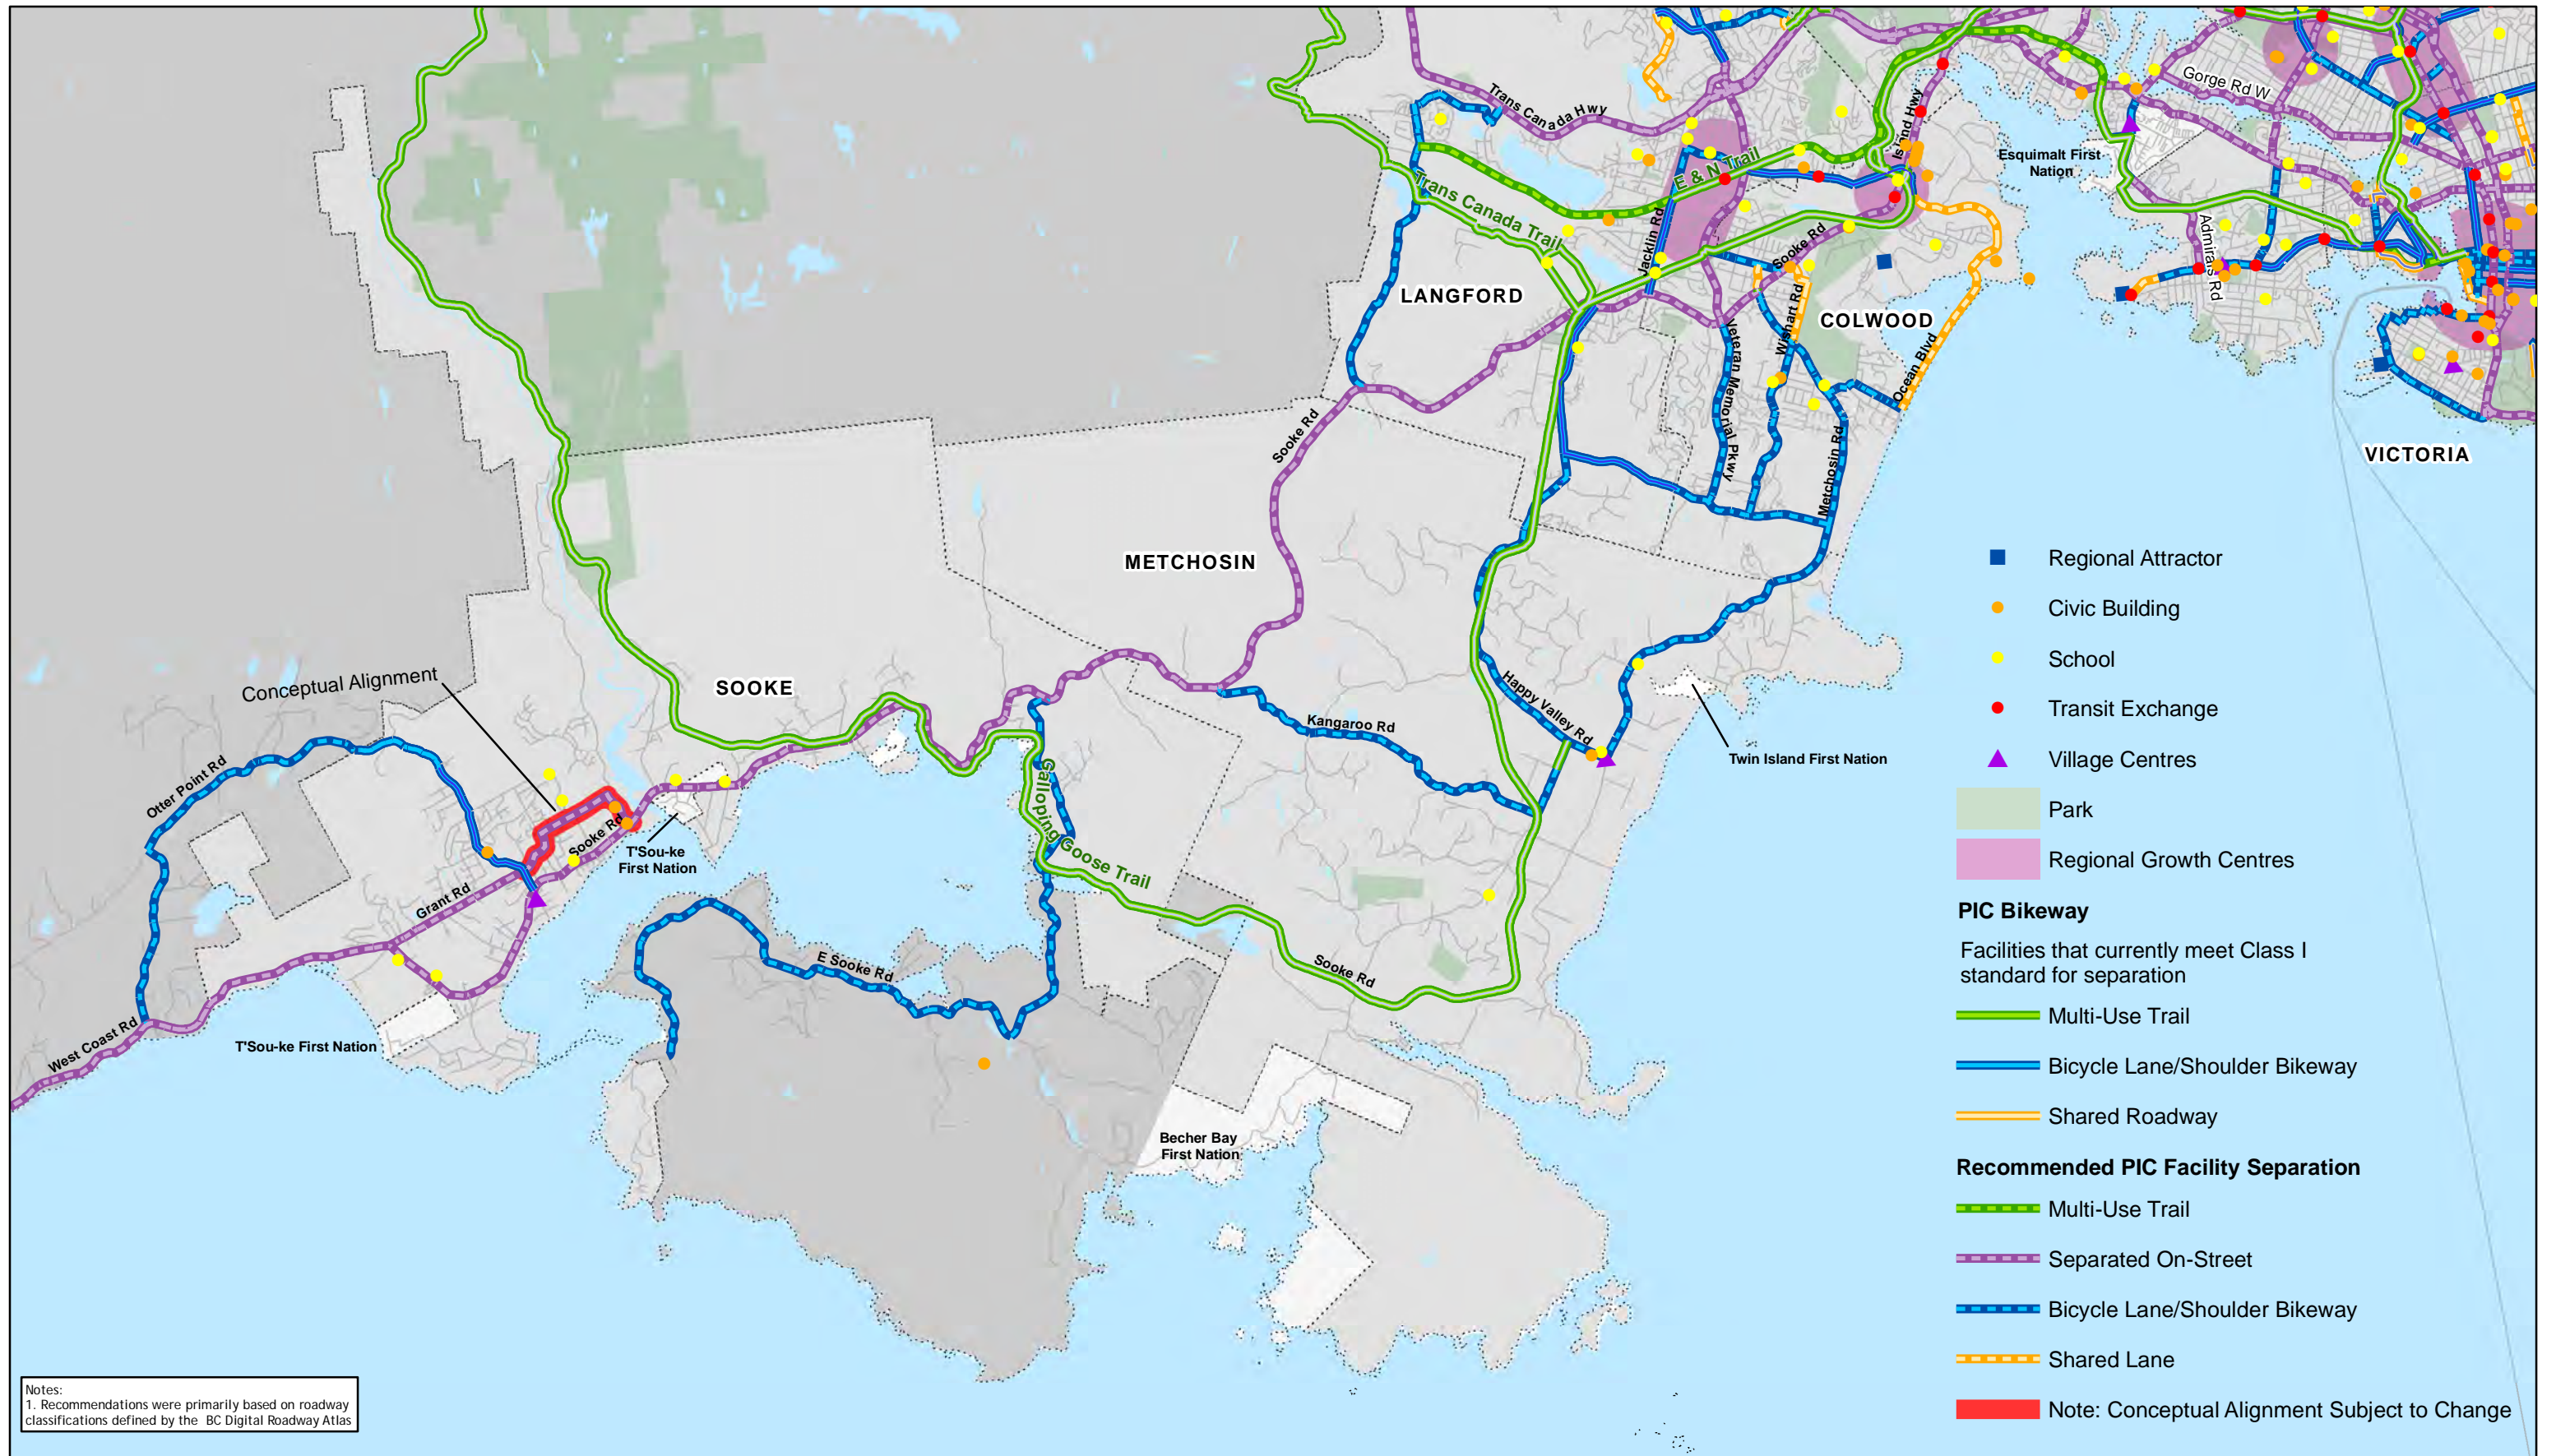 Trans Canada Hwy
Gorge Rd W
Island Hwy
Esquimalt First
Nation
E & N Trail
Trans Canada Trail
Jacklin Rd
Sooke Rd
Admirals Rd
LANGFORD
COLWOOD
Wishart Rd
Veteran Memorial Pkwy
Ocean Blvd
Sooke Rd
Metchosin Rd
VICTORIA
METCHOSIN
SOOKE
Conceptual Alignment
Otter Point Rd
Happy Valley Rd
Kangaroo Rd
Twin Island First Nation
Galloping Goose Trail
Sooke Rd
T'Sou-ke
First Nation
Grant Rd
E Sooke Rd
Sooke Rd
West Coast Rd
T'Sou-ke First Nation
Becher Bay
First Nation
Regional Attractor
Civic Building
School
Transit Exchange
Village Centres
Park
Regional Growth Centres
PIC Bikeway
Facilities that currently meet Class I
standard for separation
Multi-Use Trail
Bicycle Lane/Shoulder Bikeway
Shared Roadway
Recommended PIC Facility Separation
Multi-Use Trail
Separated On-Street
Bicycle Lane/Shoulder Bikeway
Shared Lane
Note: Conceptual Alignment Subject to Change
Notes:
1. Recommendations were primarily based on roadway
classifications defined by the BC Digital Roadway Atlas